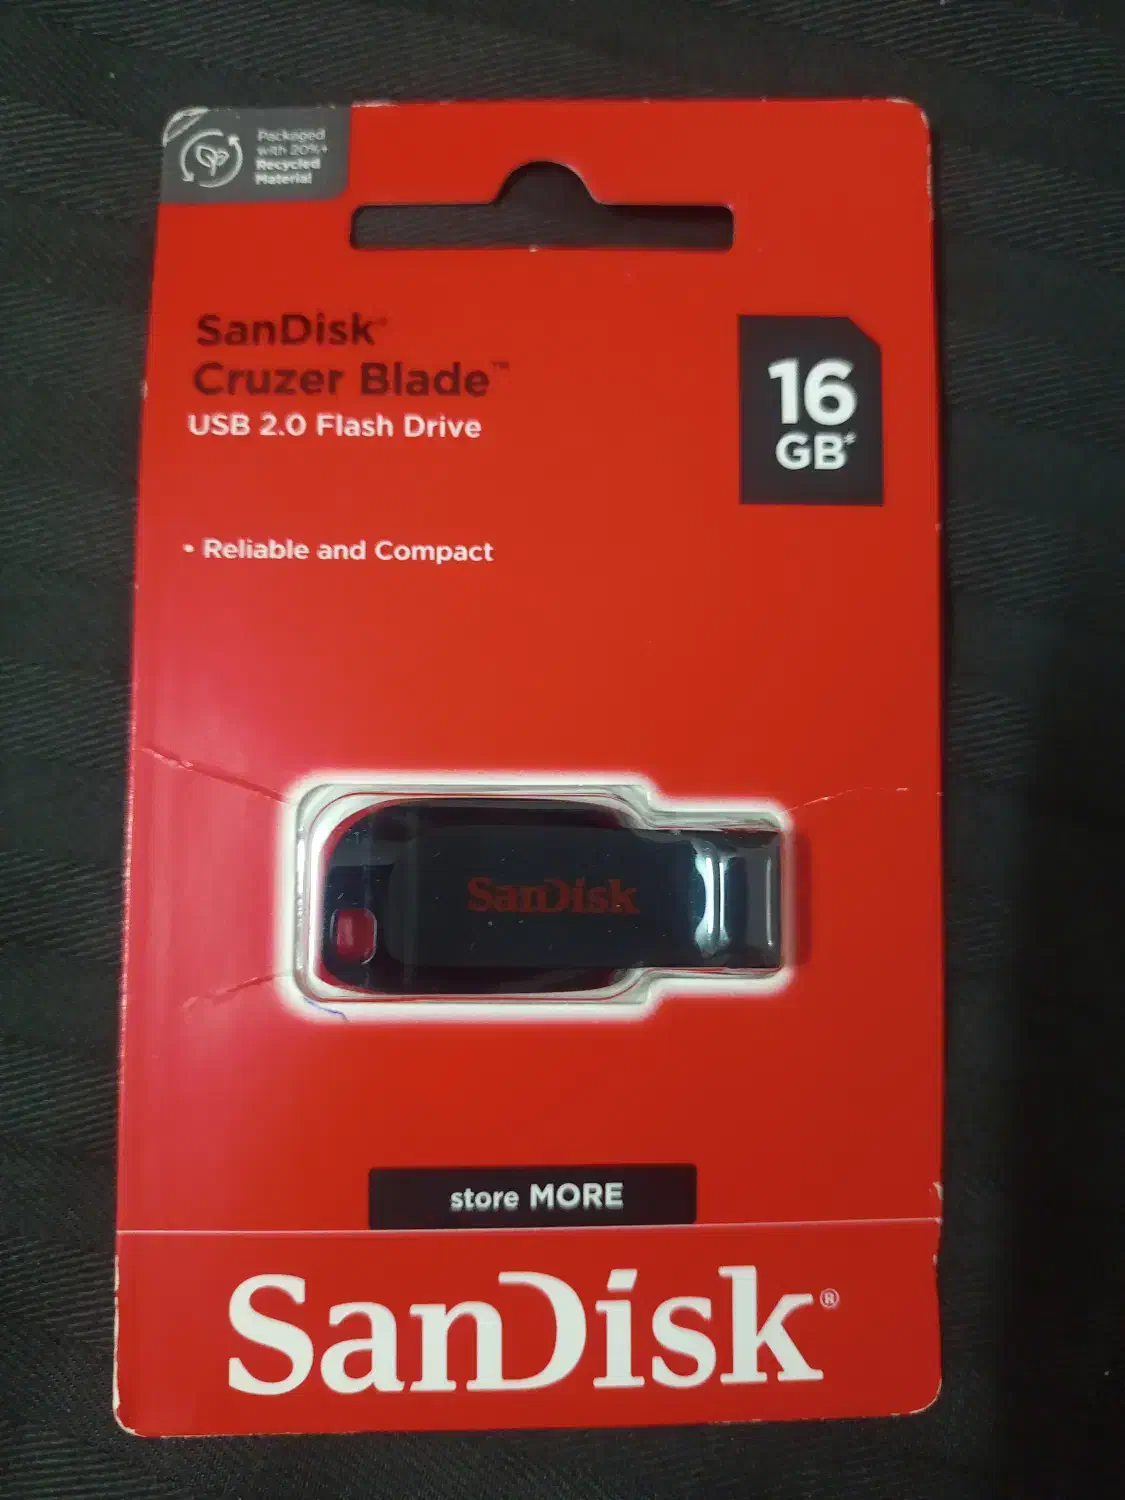 Packaged
with 20%+
Recycled
Material
SanDisk®
Cruzer Blade™
USB 2.0 Flash Drive
16
GB*
• Reliable and Compact
SanDisk
store MORE
SanDisk®